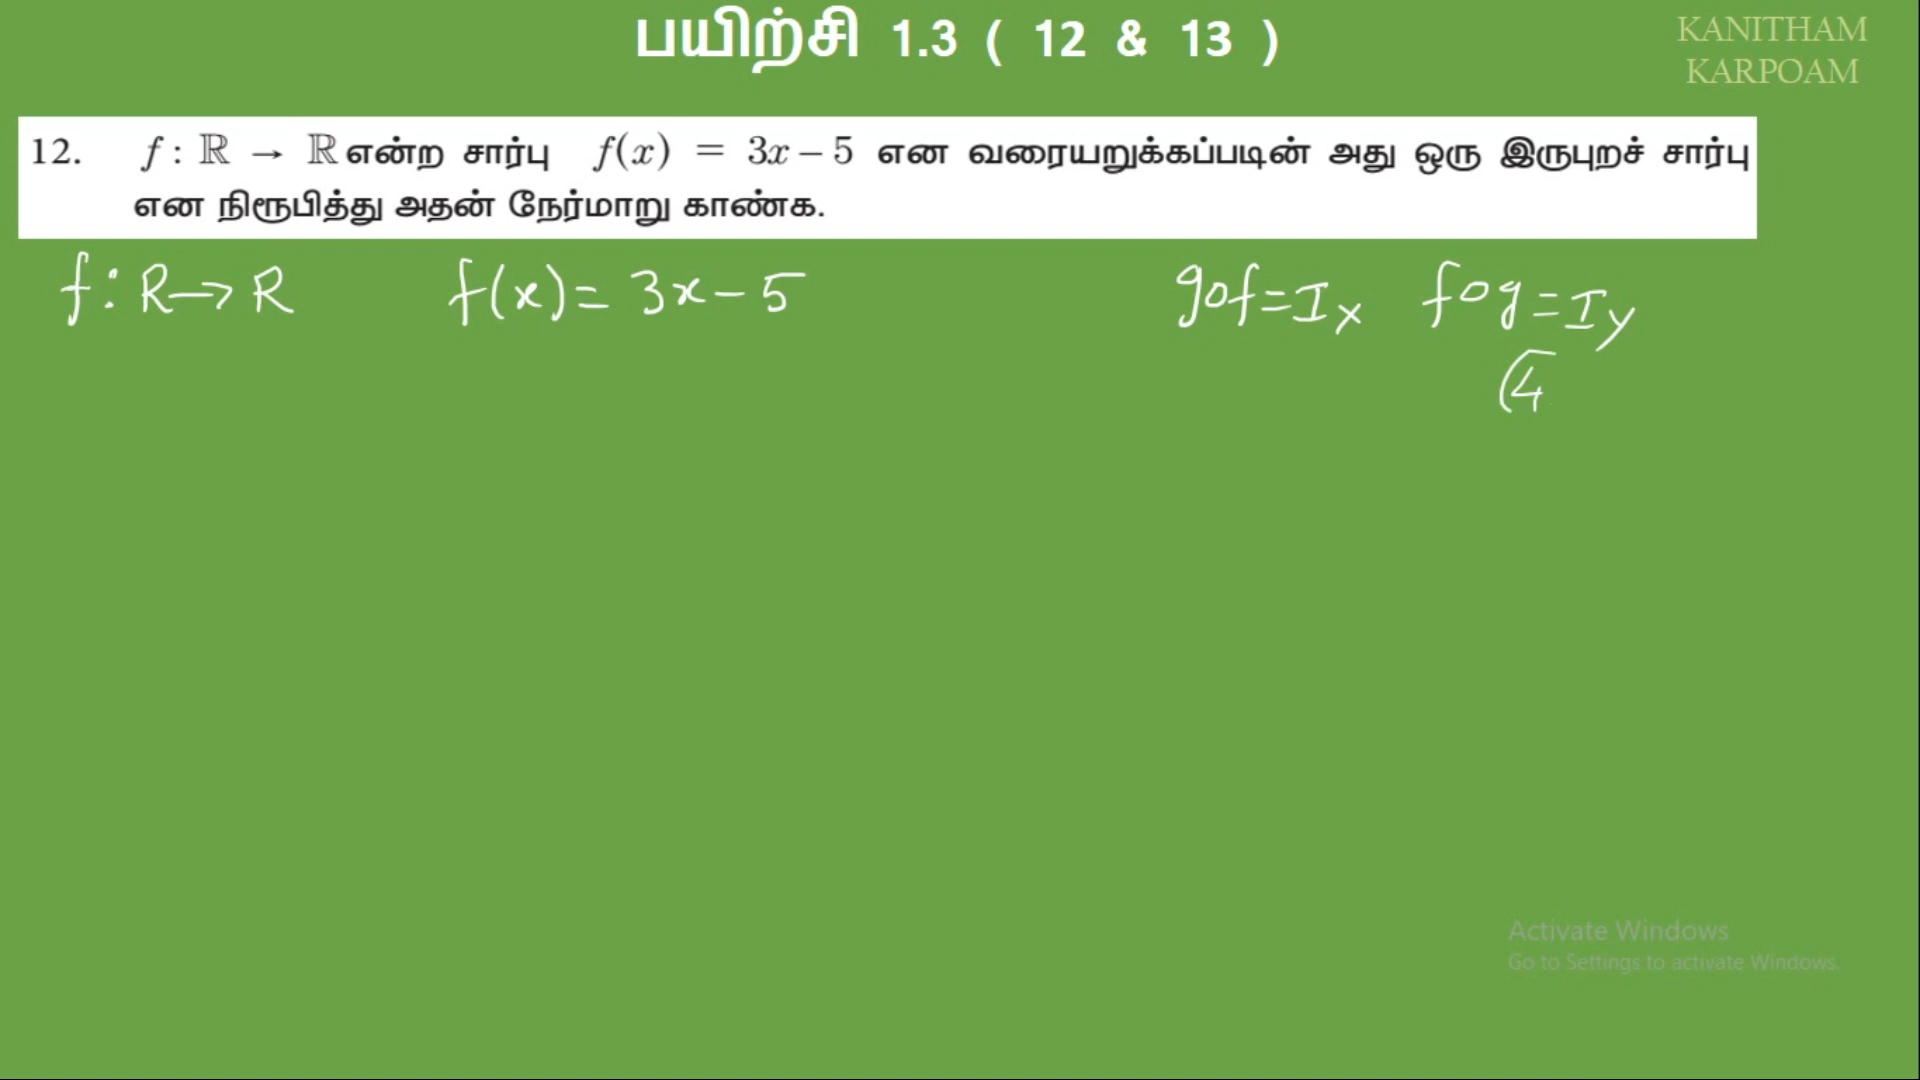 பயிற்சி 1.3 ( 12 & 13 )
KANITHAM
KARPOAM
12. f : ℝ → ℝ என்ற சார்பு f(x) = 3x – 5 என வரையறுக்கப்படின் அது ஒரு இருபுறச் சார்பு
என நிரூபித்து அதன் நேர்மாறு காண்க.
f : R → R f(x) = 3x – 5 gof = Ix fog = Iy
(4
Activate Windows
Go to Settings to activate Windows.